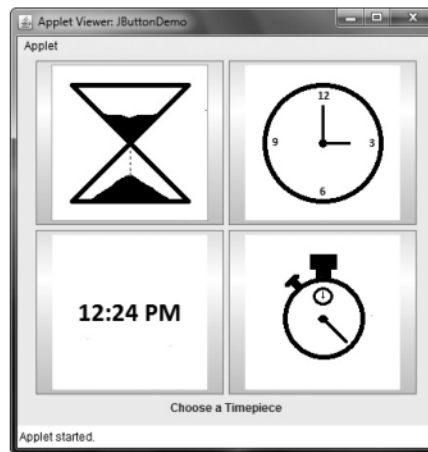 Applet Viewer: JButtonDemo
Applet
12
9
3
6
12:24 PM
Choose a Timepiece
Applet started.